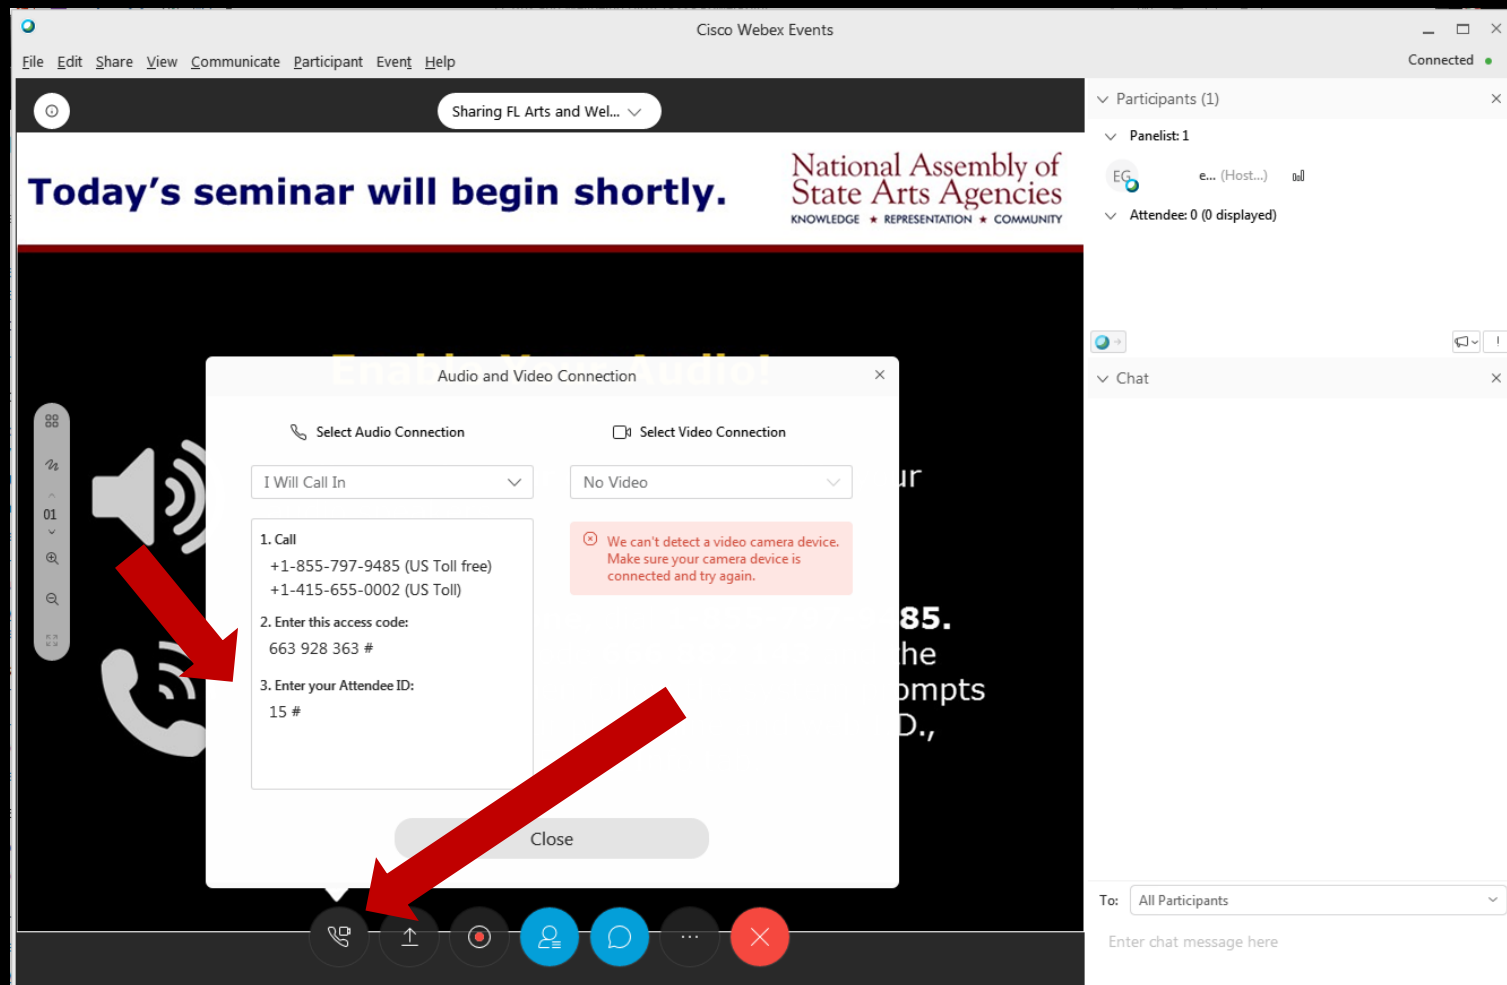 Cisco Webex Events
File Edit Share View Communicate Participant Event Help
Connected
Sharing FL Arts and Wel...
Today's seminar will begin shortly.
National Assembly of
State Arts Agencies
KNOWLEDGE ★ REPRESENTATION ★ COMMUNITY
Enable Your Audio!
Audio and Video Connection
Select Audio Connection
Select Video Connection
I Will Call In
No Video
1. Call
+1-855-797-9485 (US Toll free)
+1-415-655-0002 (US Toll)
2. Enter this access code:
663 928 363 #
3. Enter your Attendee ID:
15 #
We can't detect a video camera device.
Make sure your camera device is
connected and try again.
Close
01
ur
85.
he
ompts
D.,
Participants (1)
Panelist: 1
EG
e... (Host...)
Attendee: 0 (0 displayed)
Chat
To: All Participants
Enter chat message here